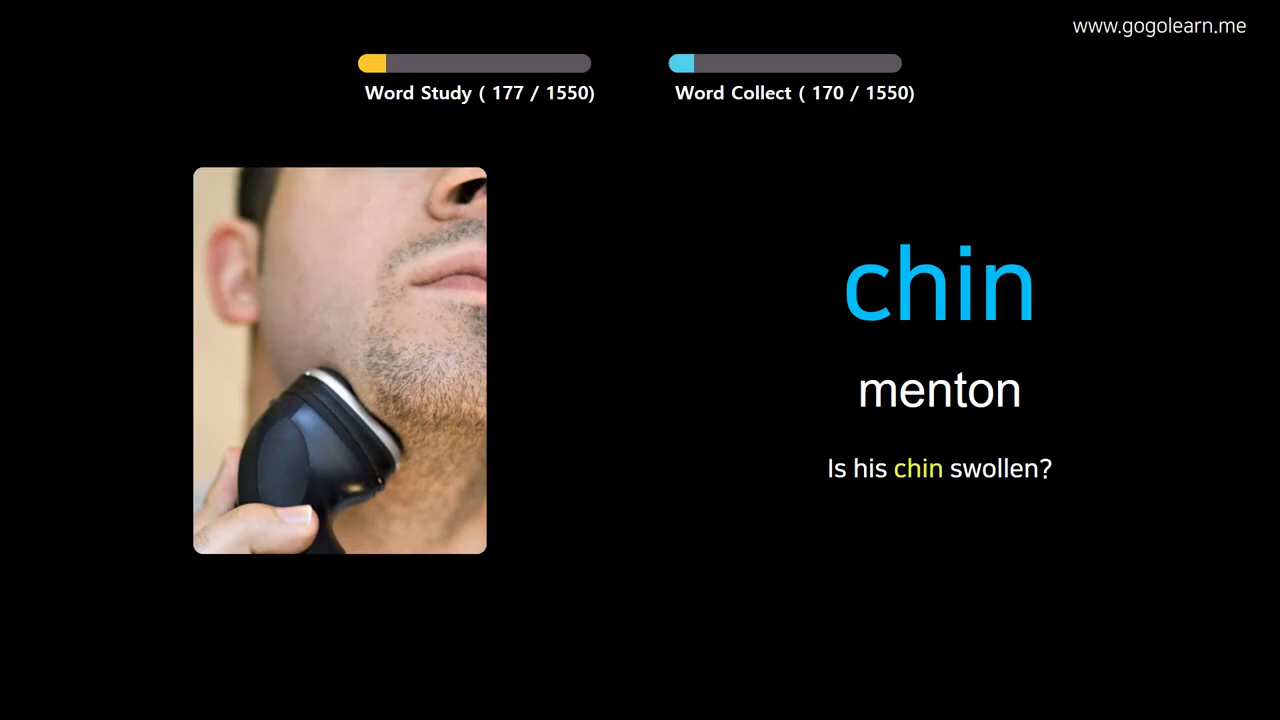 www.gogolearn.me
Word Study ( 177 / 1550)
Word Collect ( 170 / 1550)
chin
menton
Is his chin swollen?